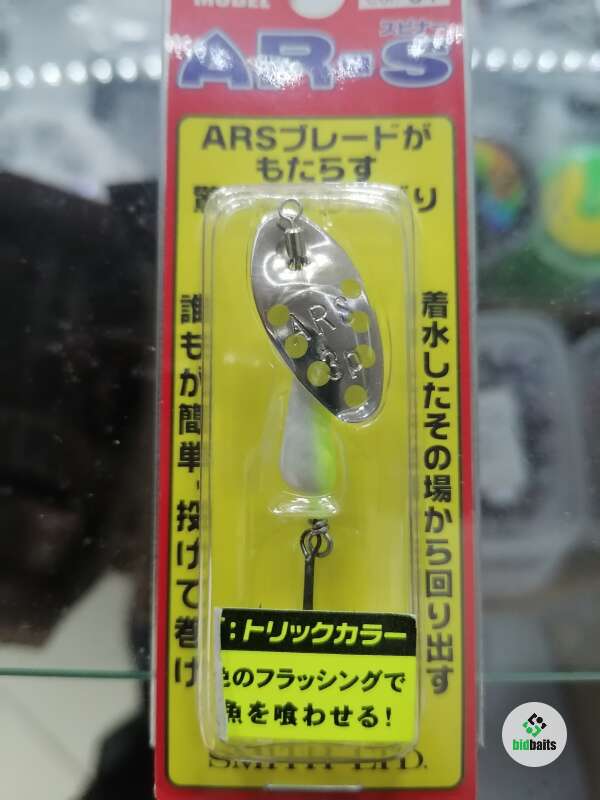 MODEL
スピナー
AR-S
ARSブレードが
もたらす
着水したその場から回り出す
誰もが簡単、投げて巻け
ARS
:トリックカラー
色のフラッシングで
魚を喰わせる!
SMITH LTD.
bidbaits